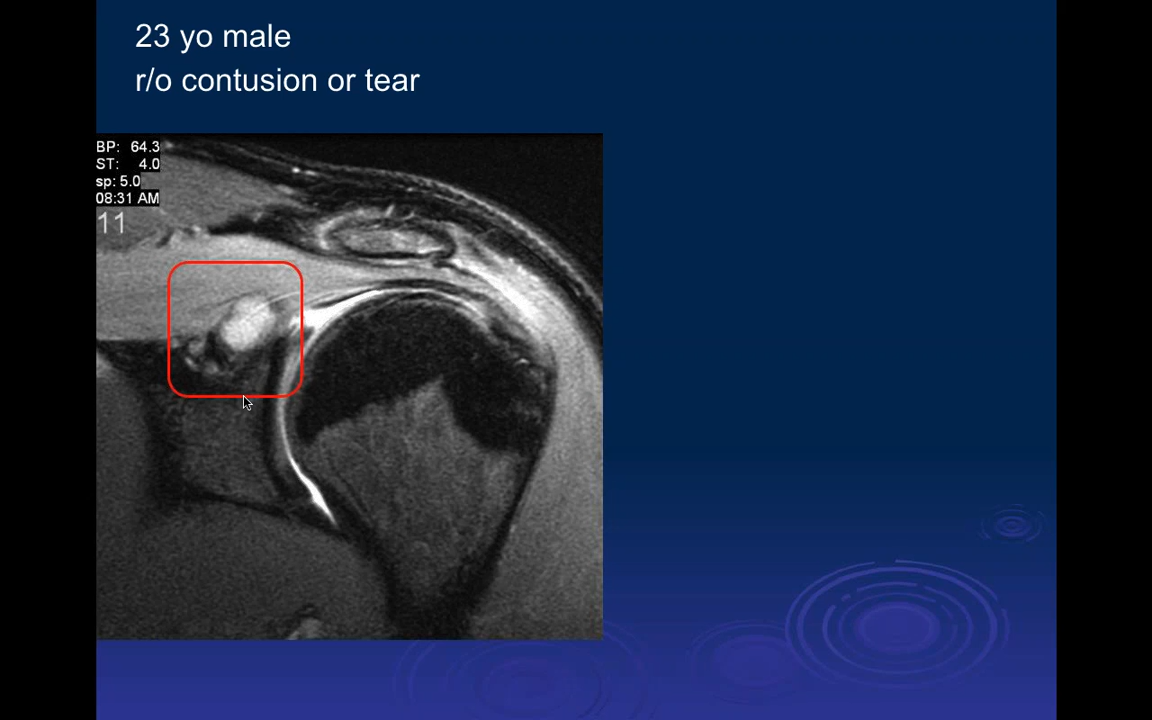 23 yo male
r/o contusion or tear
BP: 64.3
ST: 4.0
sp: 5.0
08:31 AM
11